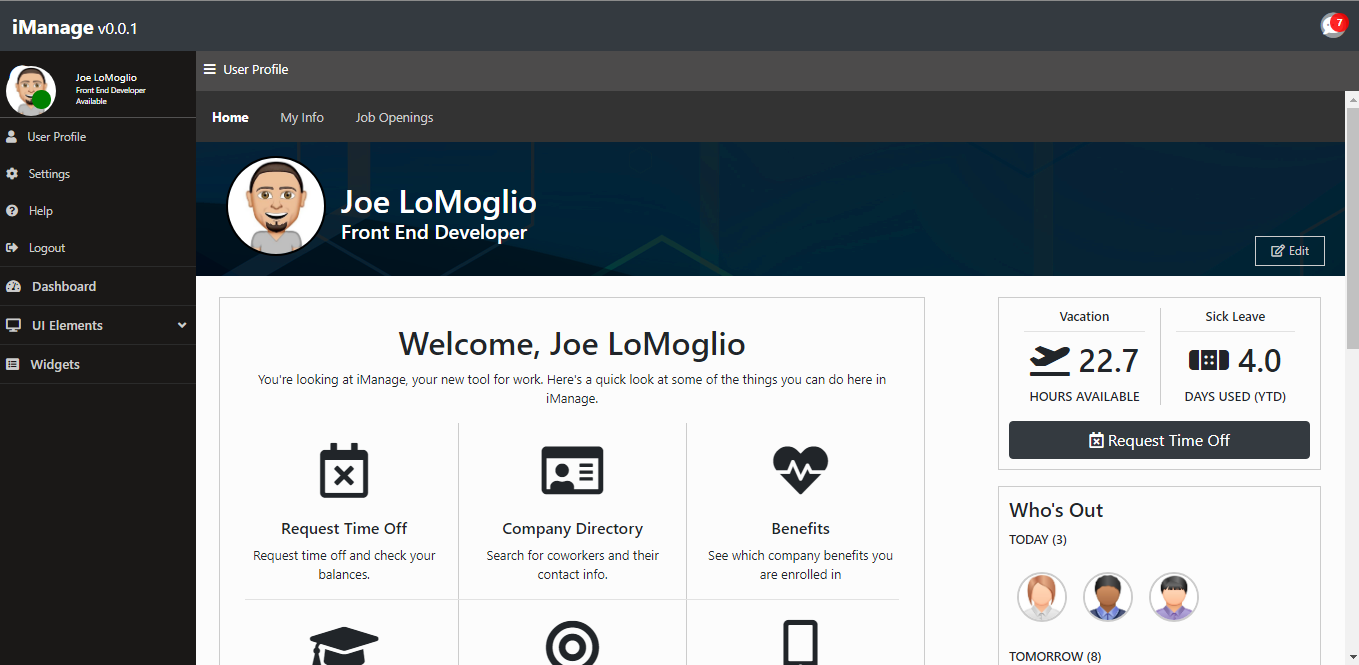 iManage v0.0.1
7
Joe LoMoglio
Front End Developer
Available
User Profile
Settings
Help
Logout
Dashboard
UI Elements
Widgets
User Profile
Home My Info Job Openings
Joe LoMoglio
Front End Developer
Edit
Welcome, Joe LoMoglio
You're looking at iManage, your new tool for work. Here's a quick look at some of the things you can do here in
iManage.
Request Time Off
Request time off and check your
balances.
Company Directory
Search for coworkers and their
contact info.
Benefits
See which company benefits you
are enrolled in
Vacation
22.7
HOURS AVAILABLE
Sick Leave
4.0
DAYS USED (YTD)
Request Time Off
Who's Out
TODAY (3)
TOMORROW (8)